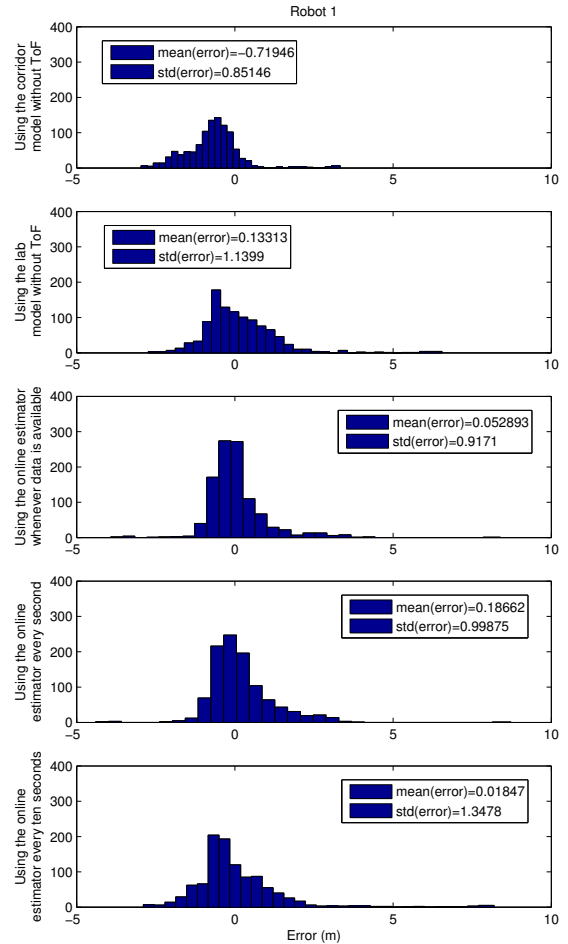 Robot 1
Using the corridor
model without ToF
400
300
200
100
0
mean(error)=−0.71946
std(error)=0.85146
−5
0
5
10
Using the lab
model without ToF
400
300
200
100
0
mean(error)=0.13313
std(error)=1.1399
−5
0
5
10
Using the online estimator
whenever data is available
400
300
200
100
0
mean(error)=0.052893
std(error)=0.9171
−5
0
5
10
Using the online
estimator every second
400
300
200
100
0
mean(error)=0.18662
std(error)=0.99875
−5
0
5
10
Using the online
estimator every ten seconds
400
300
200
100
0
mean(error)=0.01847
std(error)=1.3478
−5
0
5
10
Error (m)